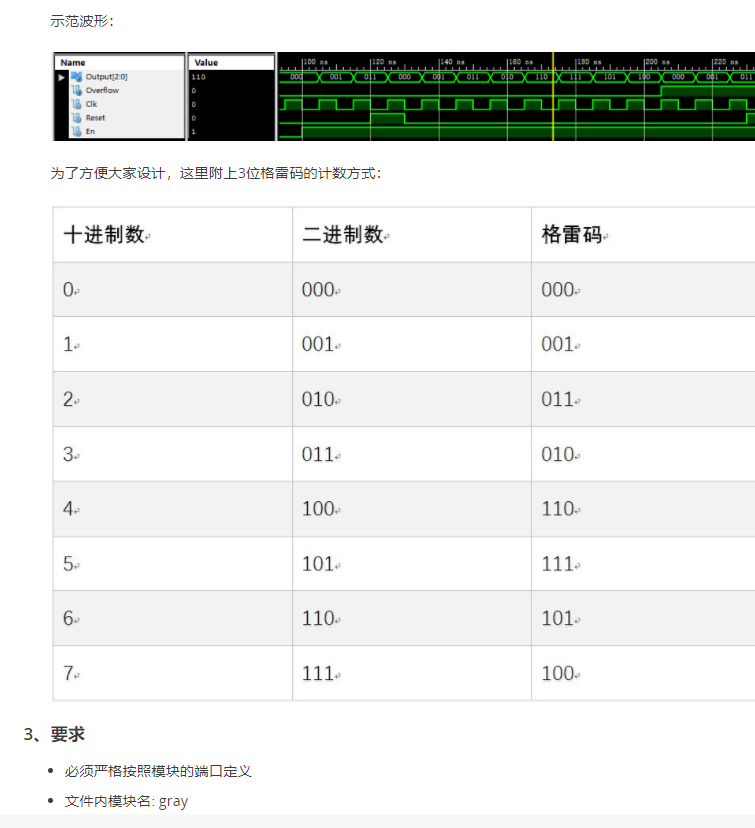 示范波形：
Name Value
Output[2:0] 110
Overflow 0
Clk 0
Reset 0
En 1
100 ns 120 ns 140 ns 160 ns 180 ns 200 ns 220 ns
000 001 011 000 001 011 010 110 111 101 100 000 001 011
为了方便大家设计，这里附上3位格雷码的计数方式：
十进制数 二进制数 格雷码
0 000 000
1 001 001
2 010 011
3 011 010
4 100 110
5 101 111
6 110 101
7 111 100
3、要求
必须严格按照模块的端口定义
文件内模块名: gray